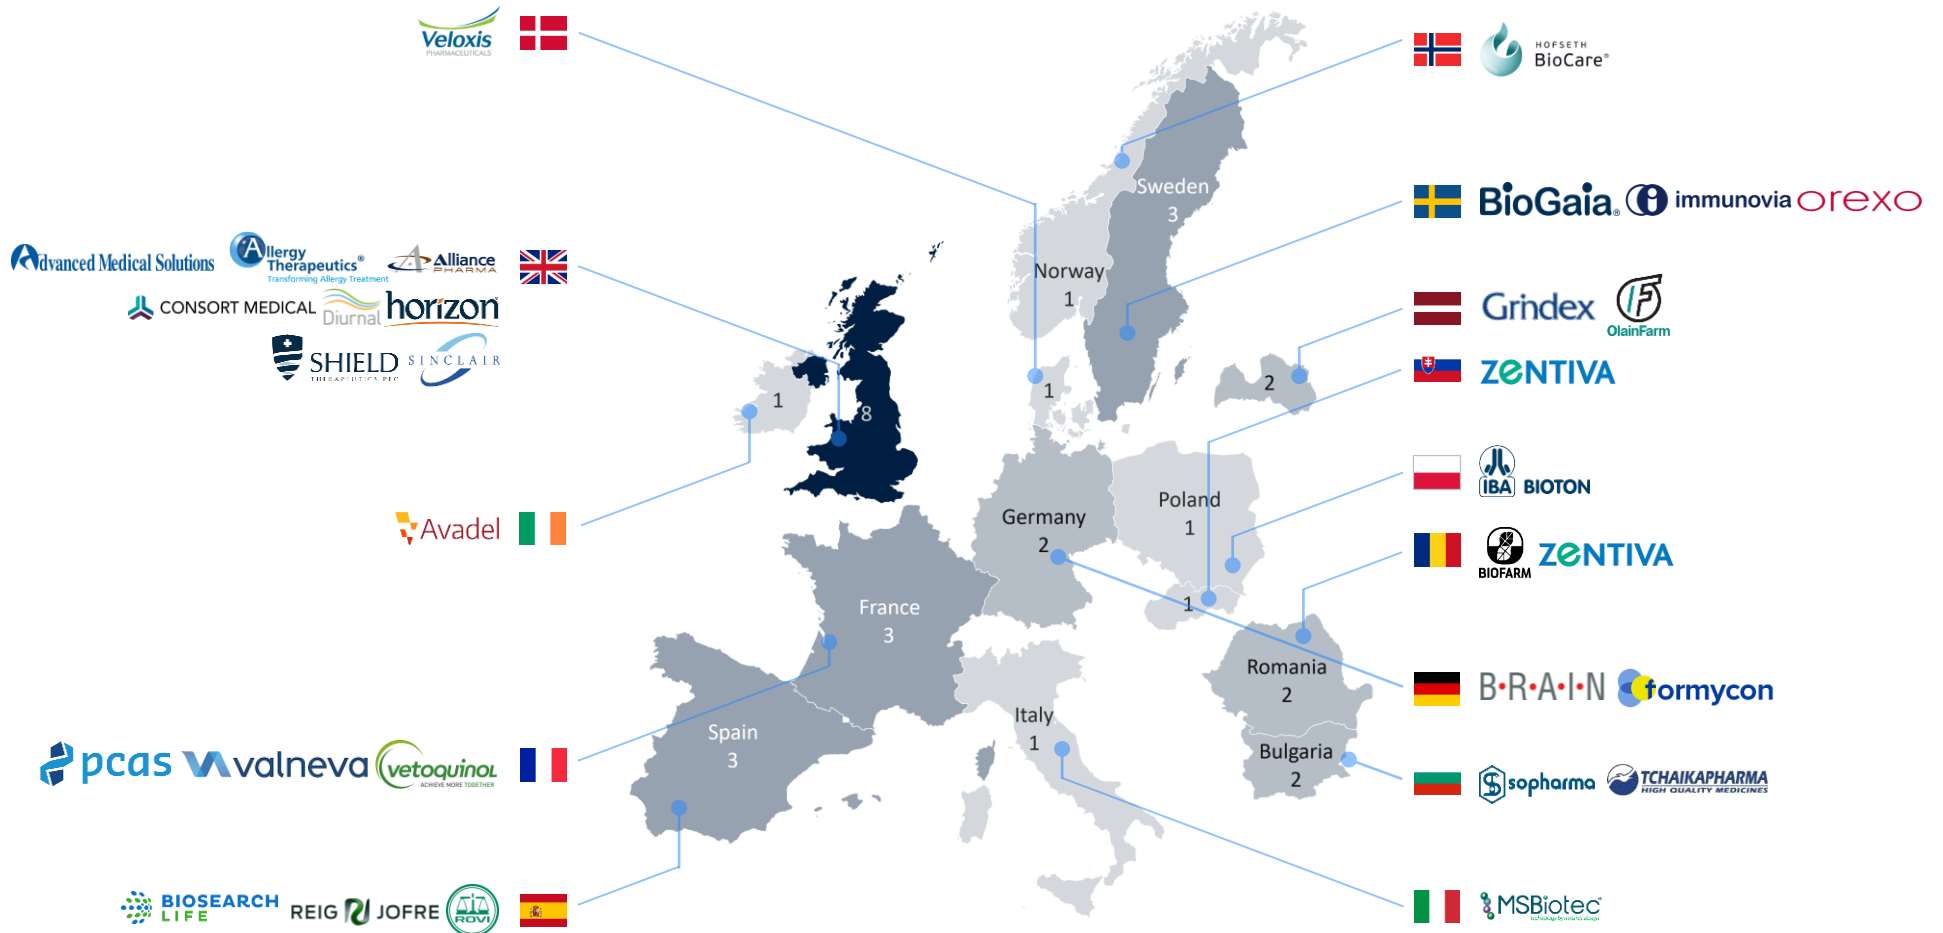 Veloxis
PHARMACEUTICALS
HOFSETH
BioCare®
Sweden
3
BioGaia®
immunovia
orexo
Advanced Medical Solutions
Allergy
Therapeutics®
Transforming Allergy Treatment
Alliance
PHARMA
CONSORT MEDICAL
Diurnal
horizon
SHIELD
THERAPEUTICS PLC
SINCLAIR
Norway
1
Grindex
OlainFarm
ZENTIVA
1
8
1
2
Avadel
Germany
2
Poland
1
IBA
BIOTON
BIOFARM
ZENTIVA
France
3
1
Romania
2
B·R·A·I·N
formycon
Spain
3
Italy
1
Bulgaria
2
pcas
valneva
vetoquinol
ACHIEVE MORE TOGETHER
sopharma
TCHAIKAPHARMA
HIGH QUALITY MEDICINES
BIOSEARCH
LIFE
REIG JOFRE
ROVI
MSBiotec